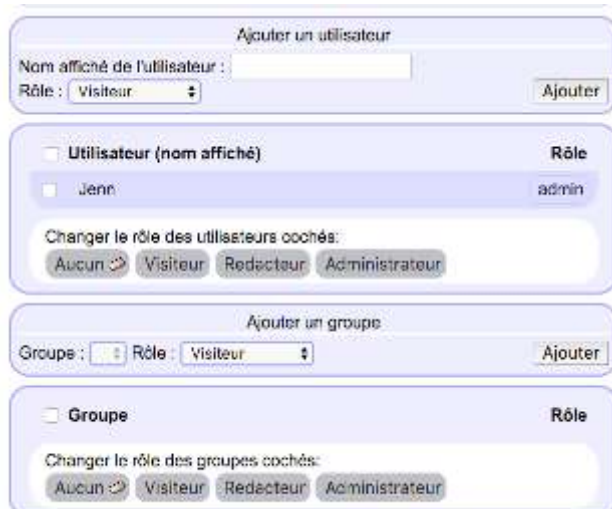 Ajouter un utilisateur
Nom affiché de l'utilisateur :
Rôle : Visiteur Ajouter
Utilisateur (nom affiché) Rôle
Jenn admin
Changer le rôle des utilisateurs cochés:
Aucun Visiteur Redacteur Administrateur
Ajouter un groupe
Groupe : Rôle : Visiteur Ajouter
Groupe Rôle
Changer le rôle des groupes cochés:
Aucun Visiteur Redacteur Administrateur